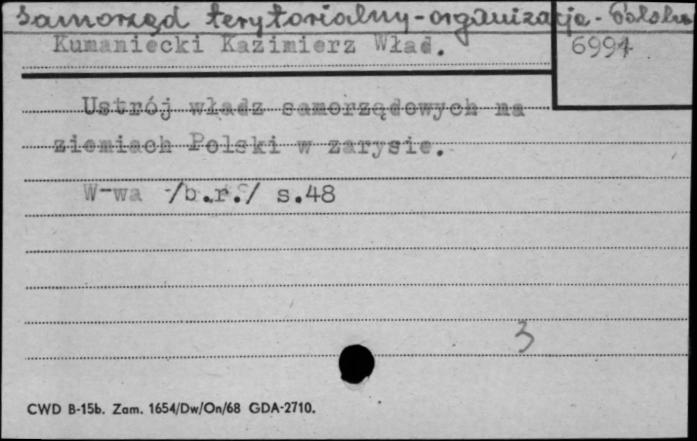 Samorząd terytorialny-organizacja-Polska
Kumaniecki Kazimierz Wład.
6994
Ustrój władz samorządowych na
ziemiach Polski w zarysie.
W-wa /b.r./ s.48
3
CWD B-15b. Zam. 1654/Dw/On/68 GDA-2710.